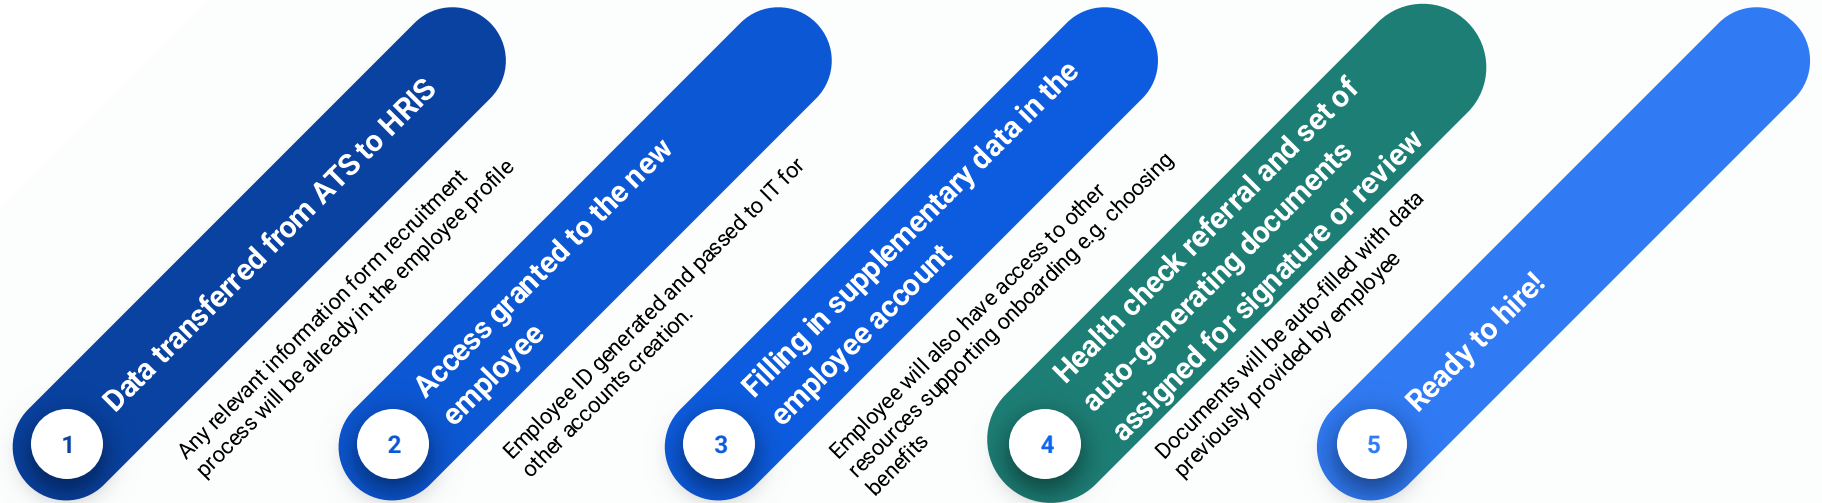 1
Data transferred from ATS to HRIS
Any relevant information form recruitment
process will be already in the employee profile
2
Access granted to the new
employee
Employee ID generated and passed to IT for
other accounts creation.
3
Filling in supplementary data in the
employee account
Employee will also have access to other
resources supporting onboarding e.g. choosing
benefits
4
Health check referral and set of
auto-generating documents
assigned for signature or review
Documents will be auto-filled with data
previously provided by employee
5
Ready to hire!